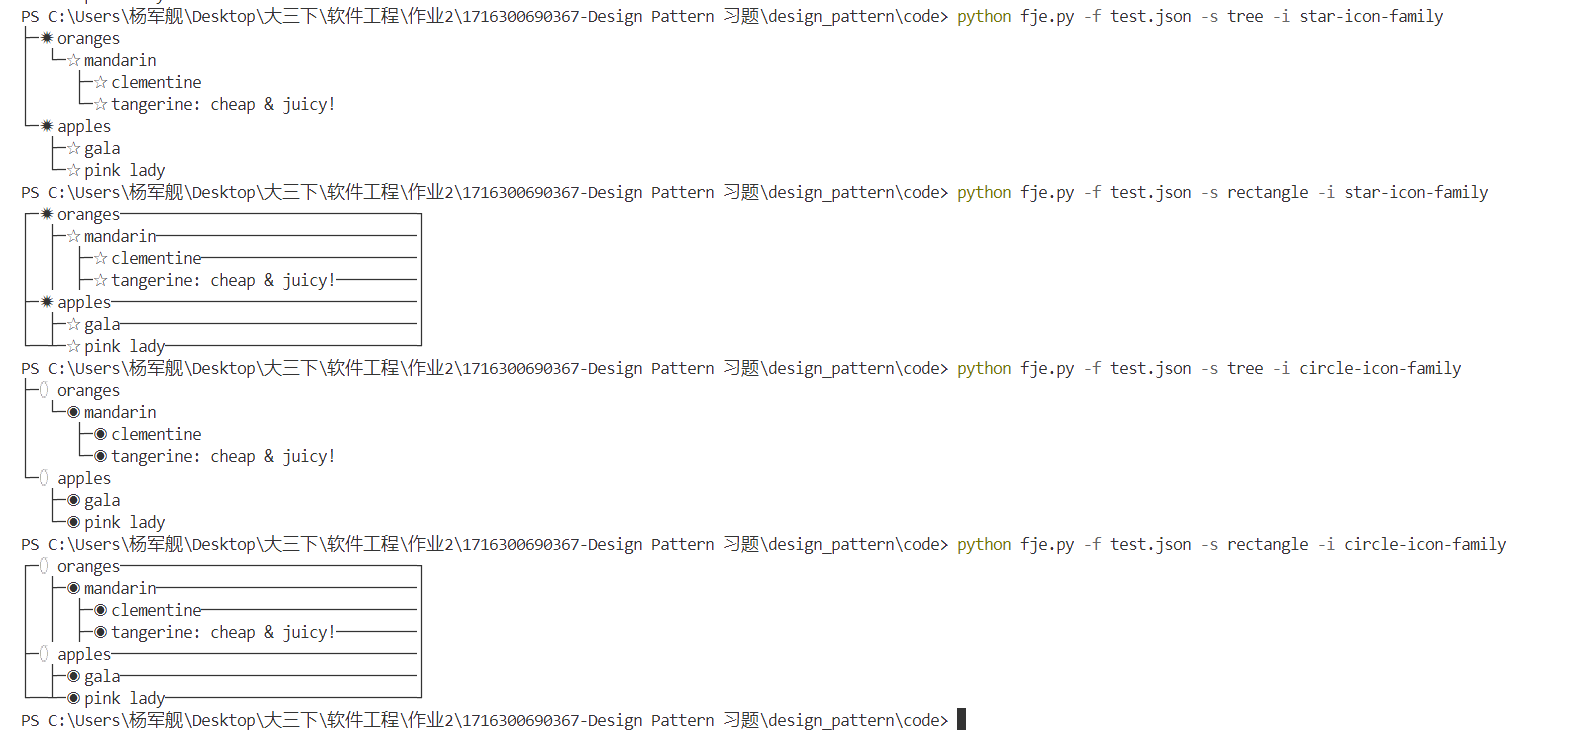 PS C:\Users\杨军舰\Desktop\大三下\软件工程\作业2\1716300690367-Design Pattern 习题\design_pattern\code> python fje.py -f test.json -s tree -i star-icon-family
├─✹oranges
│  └─☆mandarin
│     ├─☆clementine
│     └─☆tangerine: cheap & juicy!
└─✹apples
   ├─☆gala
   └─☆pink lady
PS C:\Users\杨军舰\Desktop\大三下\软件工程\作业2\1716300690367-Design Pattern 习题\design_pattern\code> python fje.py -f test.json -s rectangle -i star-icon-family
┌─✹oranges─────────────────────────────────┐
│  ├─☆mandarin─────────────────────────────┤
│  │  ├─☆clementine────────────────────────┤
│  │  ├─☆tangerine: cheap & juicy!─────────┤
├─✹apples──────────────────────────────────┤
│  ├─☆gala─────────────────────────────────┤
└──┴─☆pink lady────────────────────────────┘
PS C:\Users\杨军舰\Desktop\大三下\软件工程\作业2\1716300690367-Design Pattern 习题\design_pattern\code> python fje.py -f test.json -s tree -i circle-icon-family
├─⬯ oranges
│  └─◉mandarin
│     ├─◉clementine
│     └─◉tangerine: cheap & juicy!
└─⬯ apples
   ├─◉gala
   └─◉pink lady
PS C:\Users\杨军舰\Desktop\大三下\软件工程\作业2\1716300690367-Design Pattern 习题\design_pattern\code> python fje.py -f test.json -s rectangle -i circle-icon-family
┌─⬯ oranges────────────────────────────────┐
│  ├─◉mandarin─────────────────────────────┤
│  │  ├─◉clementine────────────────────────┤
│  │  ├─◉tangerine: cheap & juicy!─────────┤
├─⬯ apples─────────────────────────────────┤
│  ├─◉gala─────────────────────────────────┤
└──┴─◉pink lady────────────────────────────┘
PS C:\Users\杨军舰\Desktop\大三下\软件工程\作业2\1716300690367-Design Pattern 习题\design_pattern\code>